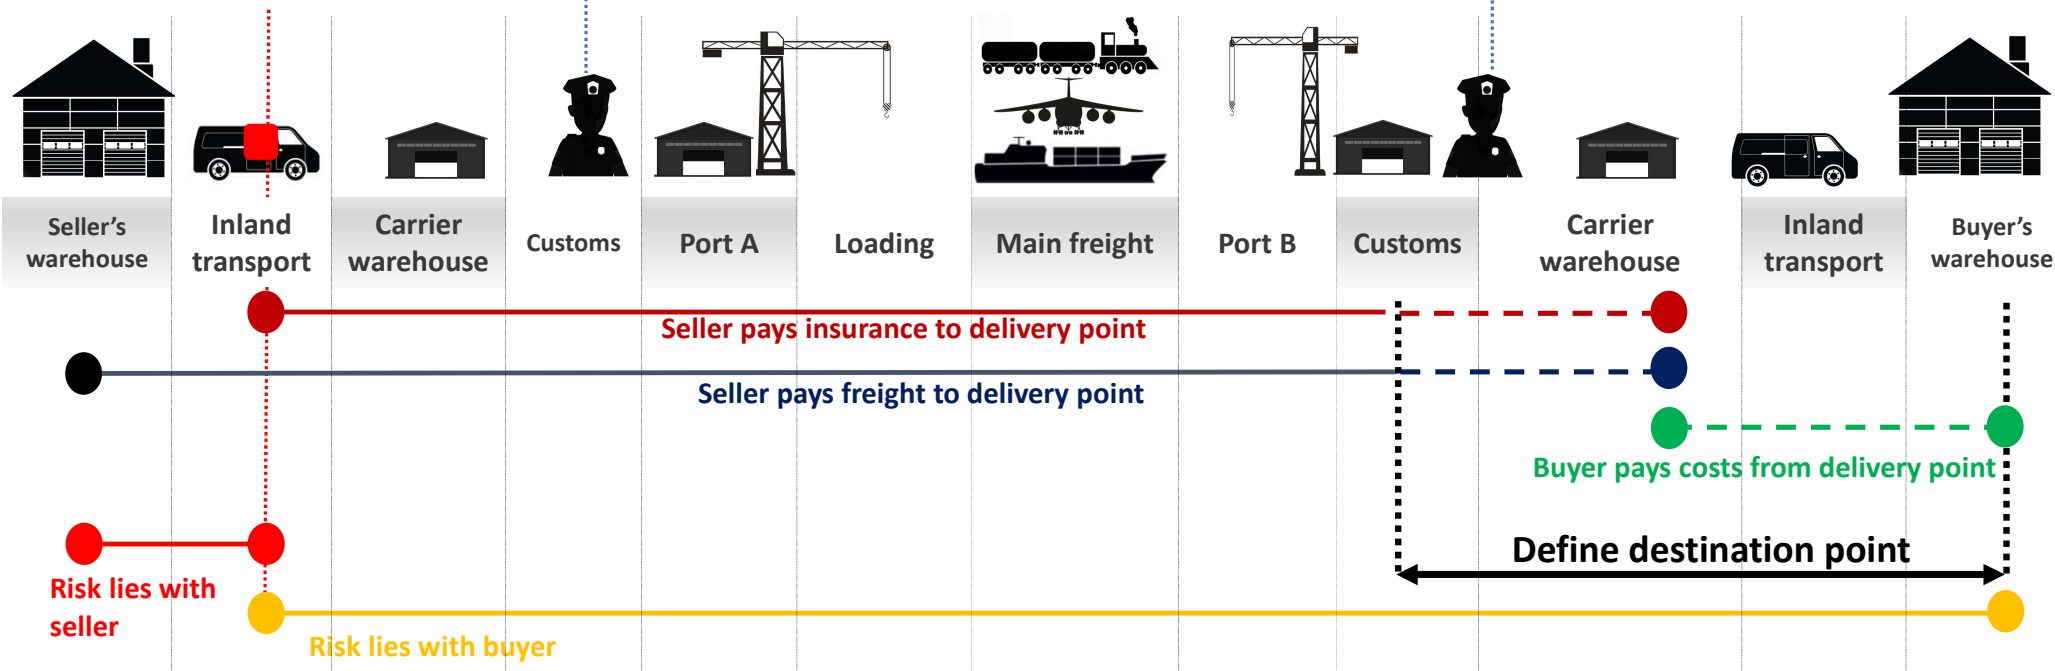 Seller's
warehouse
Inland
transport
Carrier
warehouse
Customs
Port A
Loading
Main freight
Port B
Customs
Carrier
warehouse
Inland
transport
Buyer's
warehouse
Seller pays insurance to delivery point
Seller pays freight to delivery point
Buyer pays costs from delivery point
Define destination point
Risk lies with
seller
Risk lies with buyer